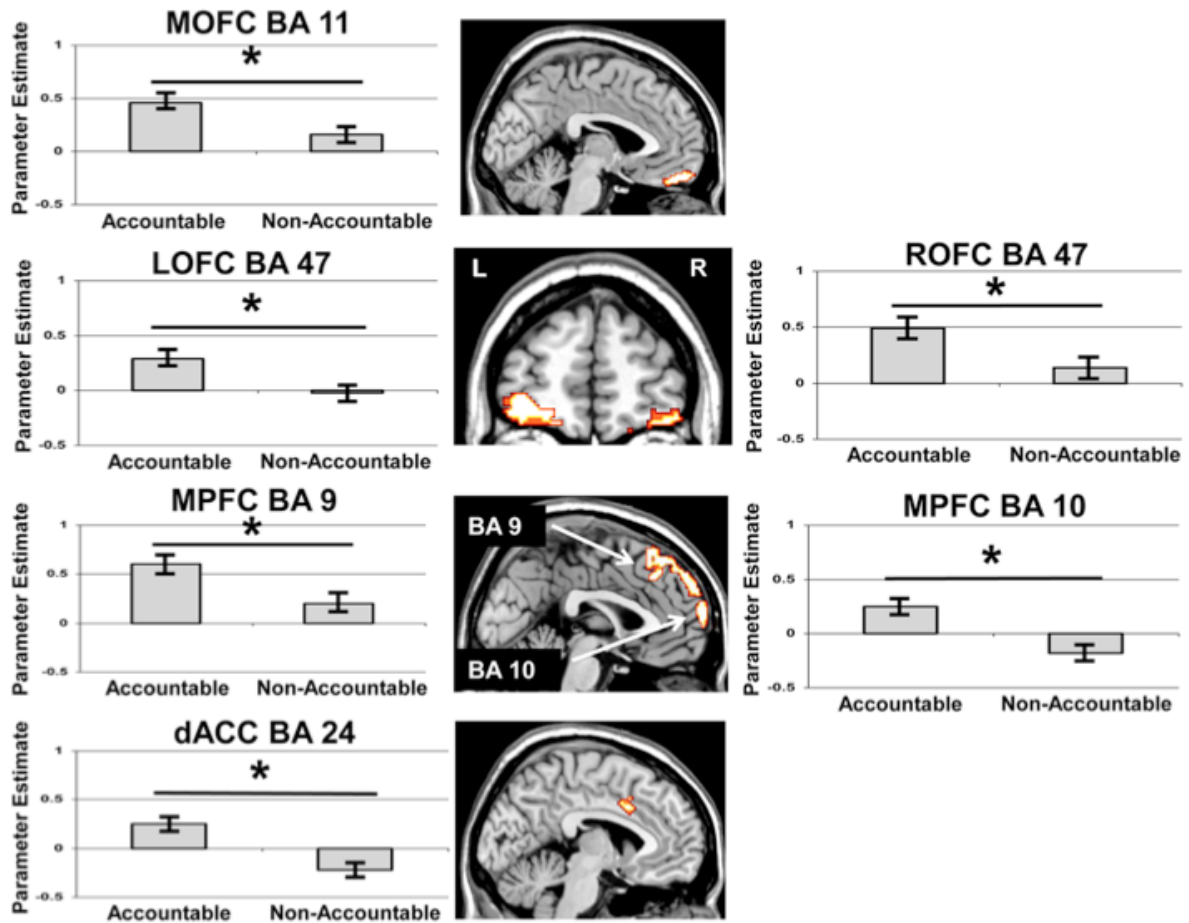 MOFC BA 11
Parameter Estimate
1
*
0.5
0
-0.5
Accountable Non-Accountable
LOFC BA 47
Parameter Estimate
1
*
0.5
0
-0.5
Accountable Non-Accountable
L R
ROFC BA 47
Parameter Estimate
1
*
0.5
0
-0.5
Accountable Non-Accountable
MPFC BA 9
Parameter Estimate
1
*
0.5
0
-0.5
Accountable Non-Accountable
BA 9
BA 10
MPFC BA 10
Parameter Estimate
1
*
0.5
0
-0.5
Accountable Non-Accountable
dACC BA 24
Parameter Estimate
1
*
0.5
0
-0.5
Accountable Non-Accountable